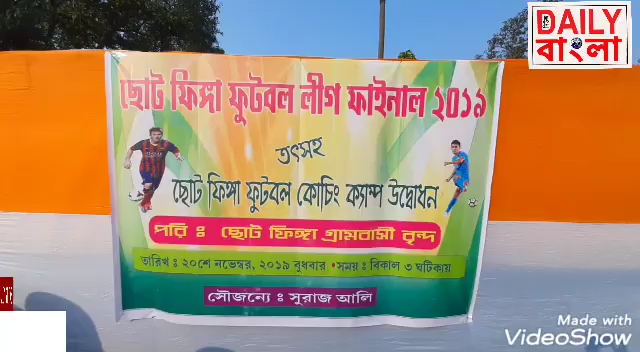 DAILY
বাংলা
ছোট ফিঙ্গা ফুটবল লীগ ফাইনাল ২০১৯
তৎসহ
ছোট ফিঙ্গা ফুটবল কোচিং ক্যাম্প উদ্বোধন
পরিঃ ছোট ফিঙ্গা গ্রামবাসী বৃন্দ
তারিখ ঃ ২০শে নভেম্বর, ২০১৯ বুধবার • সময় ঃ বিকাল ৩ ঘটিকায়
সৌজন্যে ঃ সুরাজ আলি
Made with
VideoShow